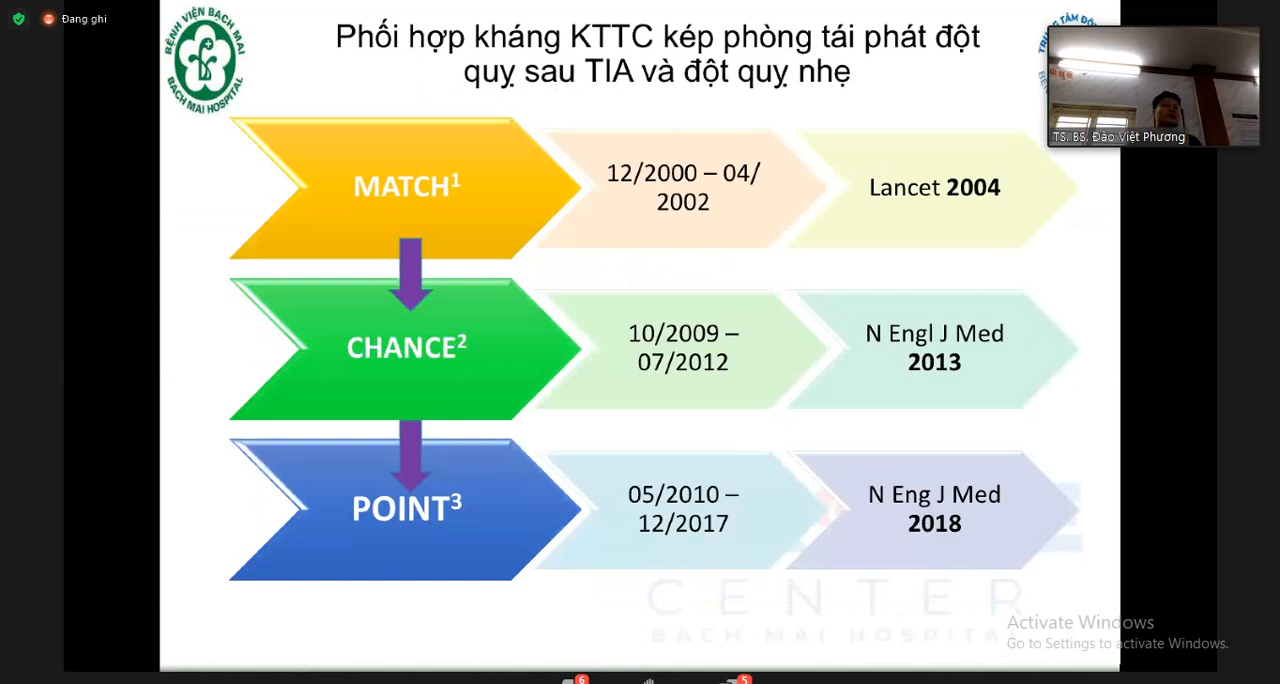 Đang ghi
BỆNH VIỆN BẠCH MAI
BACH MAI HOSPITAL
Phối hợp kháng KTTC kép phòng tái phát đột
quỵ sau TIA và đột quỵ nhẹ
TS. BS. Đào Việt Phương
MATCH¹
12/2000 – 04/
2002
Lancet 2004
CHANCE²
10/2009 –
07/2012
N Engl J Med
2013
POINT³
05/2010 –
12/2017
N Eng J Med
2018
CENTER
BACH MAI HOSPITAL
Activate Windows
Go to Settings to activate Windows.
6
5